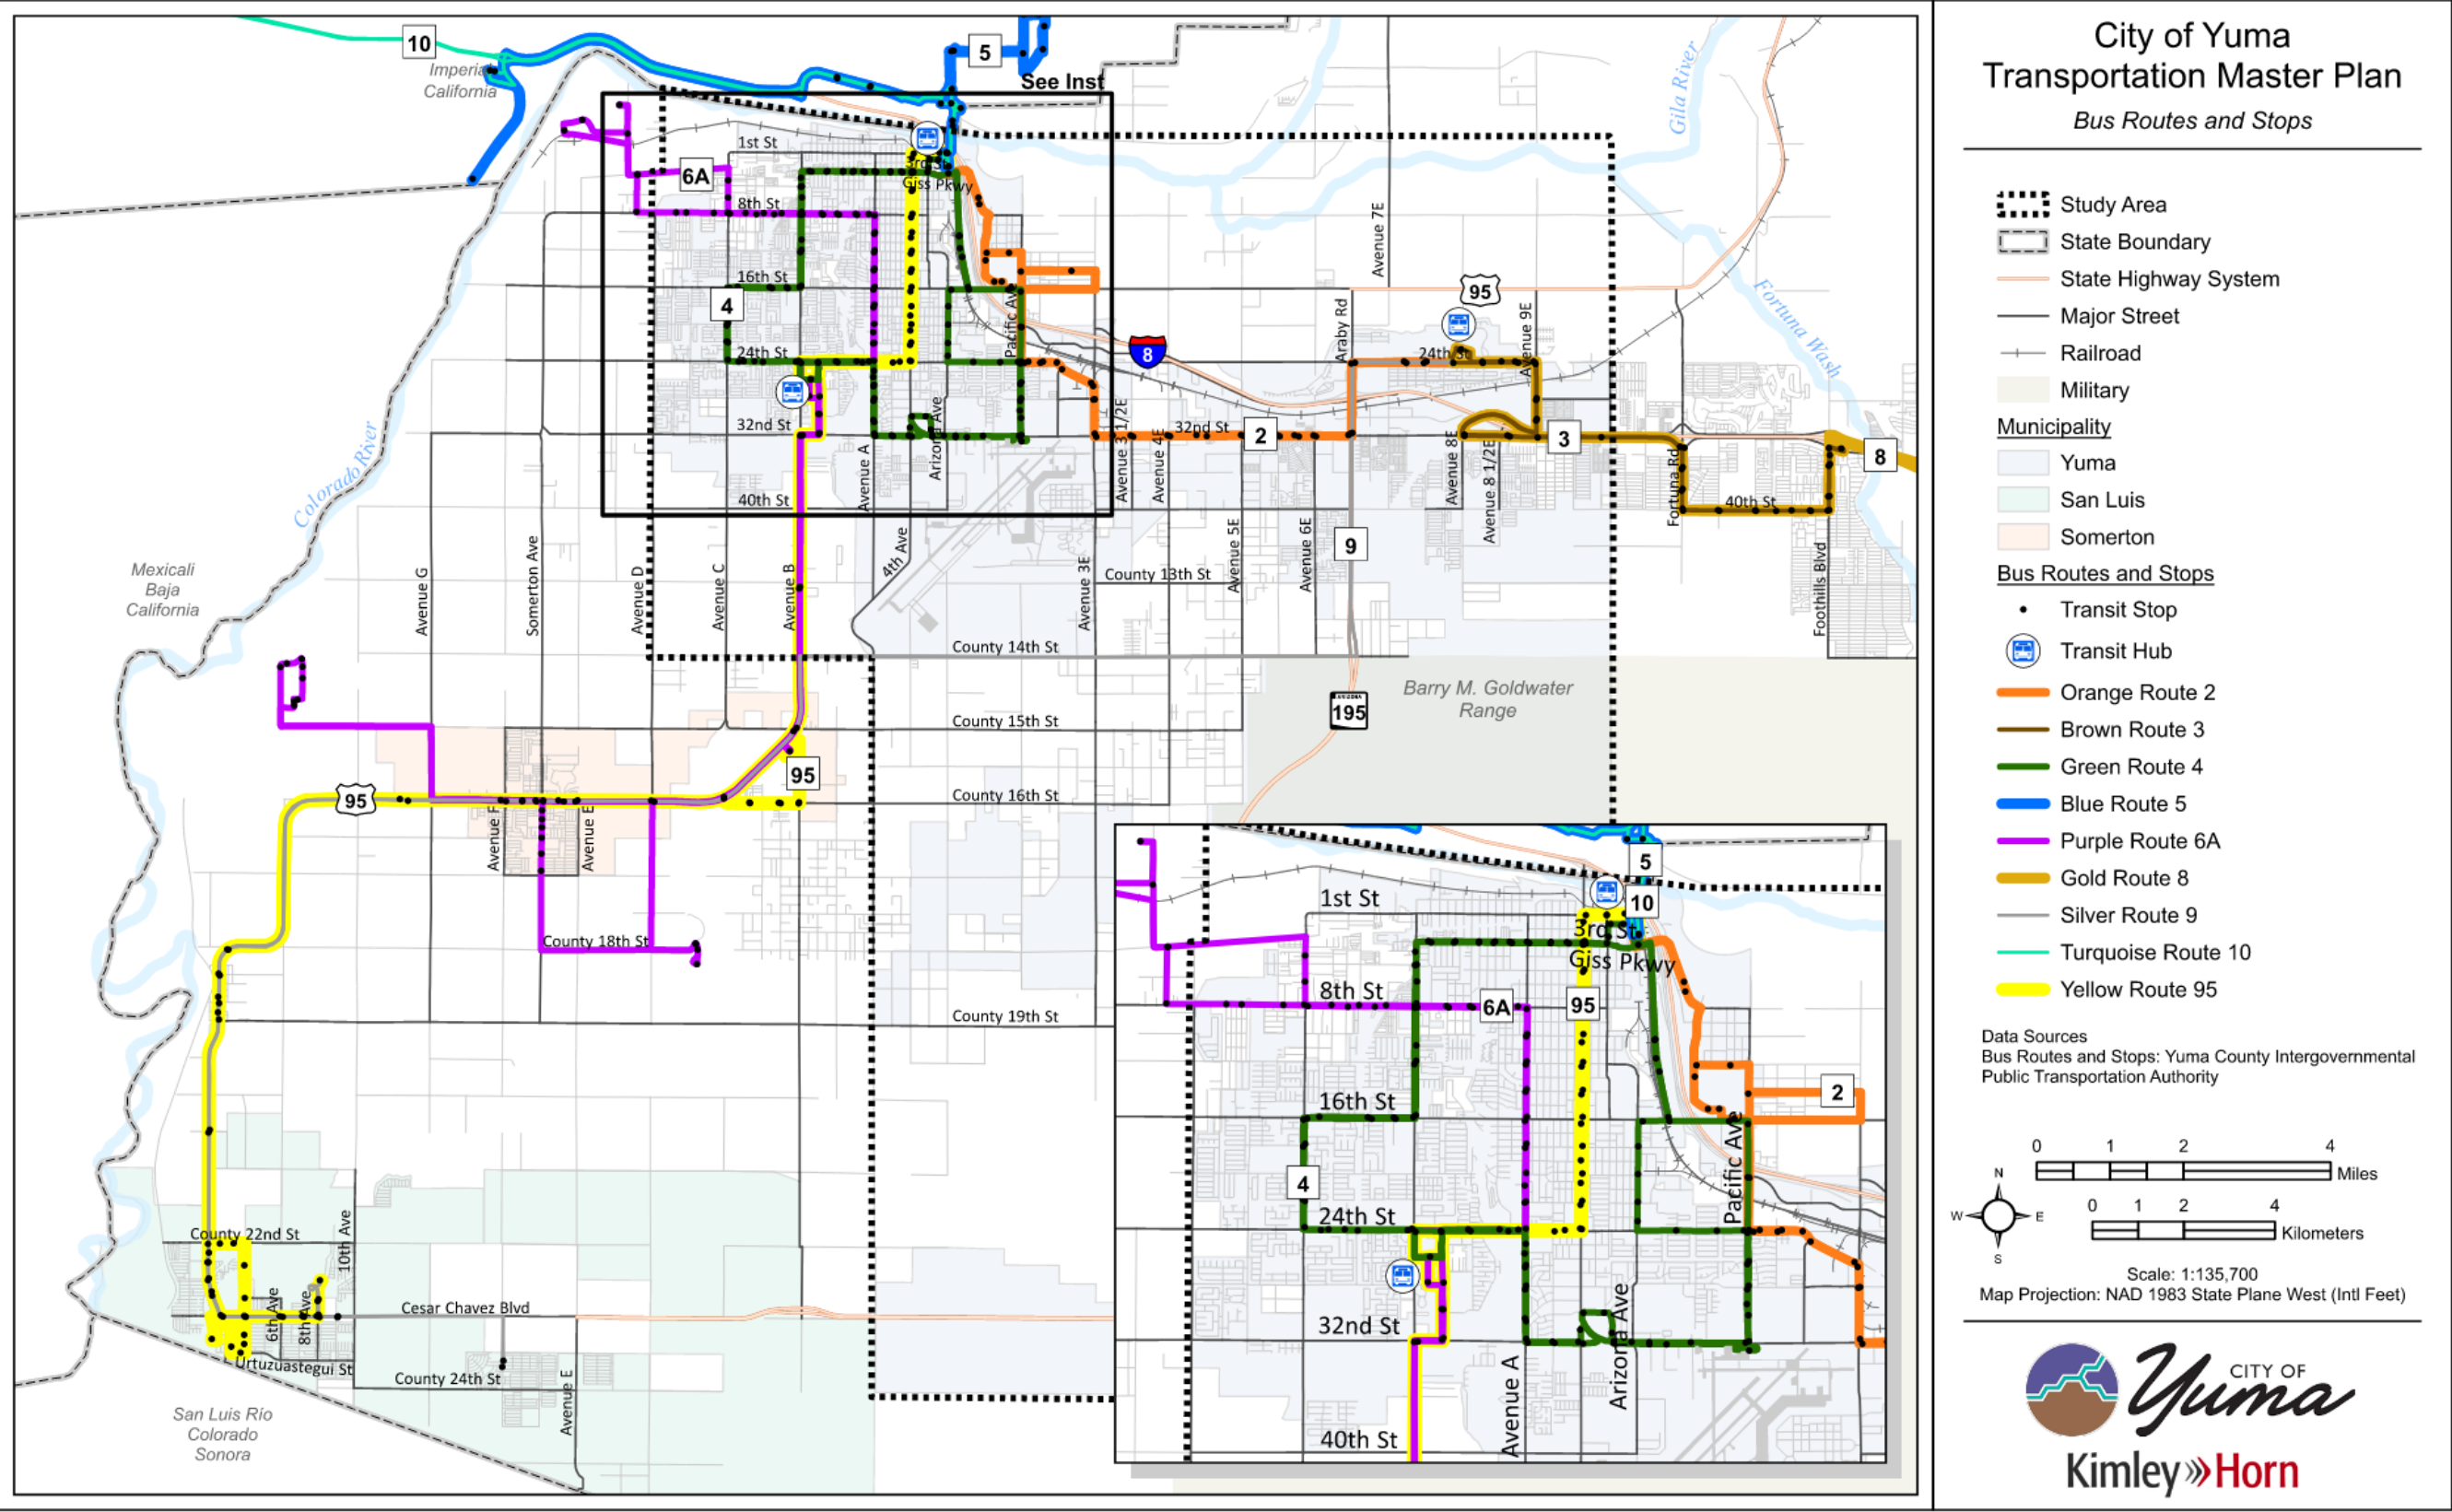 City of Yuma
Transportation Master Plan
Bus Routes and Stops
Study Area
State Boundary
State Highway System
Major Street
Railroad
Military
Municipality
Yuma
San Luis
Somerton
Bus Routes and Stops
Transit Stop
Transit Hub
Orange Route 2
Brown Route 3
Green Route 4
Blue Route 5
Purple Route 6A
Gold Route 8
Silver Route 9
Turquoise Route 10
Yellow Route 95
Data Sources
Bus Routes and Stops: Yuma County Intergovernmental
Public Transportation Authority
0 1 2 4
Miles
0 1 2 4
Kilometers
N
W E
S
Scale: 1:135,700
Map Projection: NAD 1983 State Plane West (Intl Feet)
CITY OF
Yuma
Kimley»Horn
10
Imperial
California
5
See Inst
Gila River
1st St
3rd St
Giss Pkwy
6A
8th St
Avenue 7E
16th St
4
Pacific Ave
95
Fortuna Wash
24th St
8
Araby Rd
24th St
Avenue 9E
32nd St
Arizona Ave
Avenue A
Avenue 3 1/2E
Avenue 4E
32nd St
2
Avenue 8E
Avenue 8 1/2E
3
8
Fortuna Rd
40th St
Colorado River
40th St
4th Ave
Avenue 5E
Avenue 6E
9
Foothills Blvd
Mexicali
Baja
California
Avenue G
Somerton Ave
Avenue D
Avenue C
Avenue B
Avenue 3E
County 13th St
County 14th St
Barry M. Goldwater
Range
ARIZONA
195
County 15th St
95
95
County 16th St
Avenue F
Avenue E
County 18th St
County 19th St
County 22nd St
10th Ave
6th Ave
8th Ave
Cesar Chavez Blvd
Urtuzuastegui St
County 24th St
Avenue E
San Luis Río
Colorado
Sonora
5
10
1st St
3rd St
Giss Pkwy
8th St
6A
95
2
16th St
4
Pacific Ave
24th St
32nd St
Arizona Ave
Avenue A
40th St